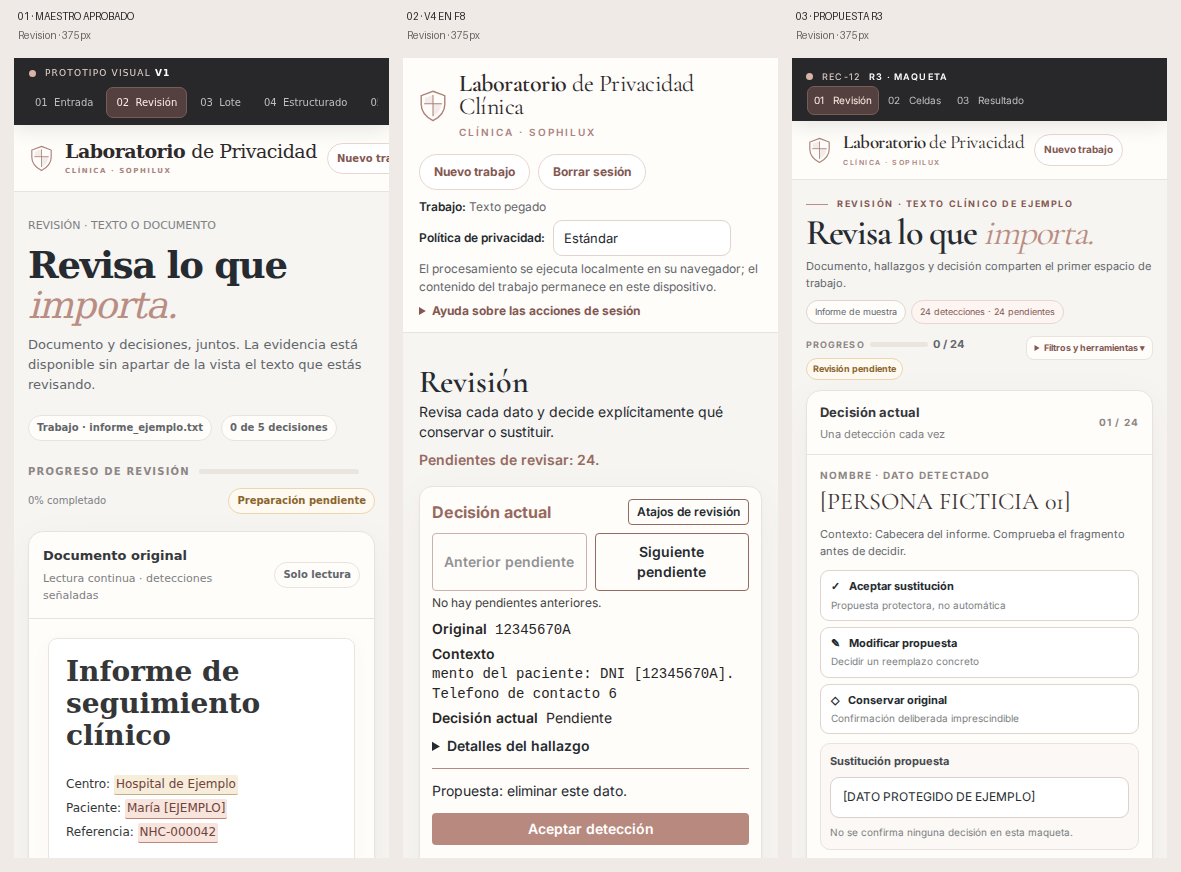 01 · MAESTRO APROBADO
Revision · 375px
PROTOTIPO VISUAL V1
01 Entrada
02 Revisión
03 Lote
04 Estructurado
Laboratorio de Privacidad
CLÍNICA · SOPHILUX
REVISIÓN · TEXTO O DOCUMENTO
Revisa lo que
importa.
Documento y decisiones, juntos. La evidencia está
disponible sin apartar de la vista el texto que estás
revisando.
Trabajo · informe_ejemplo.txt
0 de 5 decisiones
PROGRESO DE REVISIÓN
0% completado
Preparación pendiente
Documento original
Lectura continua · detecciones
señaladas
Solo lectura
Informe de
seguimiento
clínico
Centro: Hospital de Ejemplo
Paciente: María [EJEMPLO]
Referencia: NHC-000042
02 · V4 EN F8
Revision · 375px
Laboratorio de Privacidad
Clínica
CLÍNICA · SOPHILUX
Nuevo trabajo
Borrar sesión
Trabajo: Texto pegado
Política de privacidad: Estándar
El procesamiento se ejecuta localmente en su navegador; el
contenido del trabajo permanece en este dispositivo.
▶ Ayuda sobre las acciones de sesión
Revisión
Revisa cada dato y decide explícitamente qué
conservar o sustituir.
Pendientes de revisar: 24.
Decisión actual
Atajos de revisión
Anterior pendiente
Siguiente
pendiente
No hay pendientes anteriores.
Original 12345670A
Contexto
mento del paciente: DNI [12345670A].
Telefono de contacto 6
Decisión actual Pendiente
▶ Detalles del hallazgo
Propuesta: eliminar este dato.
Aceptar detección
03 · PROPUESTA R3
Revision · 375px
REC-12 R3 · MAQUETA
01 Revisión
02 Celdas
03 Resultado
Laboratorio de Privacidad
CLÍNICA · SOPHILUX
Nuevo trabajo
REVISIÓN · TEXTO CLÍNICO DE EJEMPLO
Revisa lo que importa.
Documento, hallazgos y decisión comparten el primer espacio de
trabajo.
Informe de muestra
24 detecciones · 24 pendientes
PROGRESO
0 / 24
▶ Filtros y herramientas ▾
Revisión pendiente
Decisión actual
Una detección cada vez
01 / 24
NOMBRE · DATO DETECTADO
[PERSONA FICTICIA 01]
Contexto: Cabecera del informe. Comprueba el fragmento
antes de decidir.
✓ Aceptar sustitución
Propuesta protectora, no automática
✎ Modificar propuesta
Decidir un reemplazo concreto
◇ Conservar original
Confirmación deliberada imprescindible
Sustitución propuesta
[DATO PROTEGIDO DE EJEMPLO]
No se confirma ninguna decisión en esta maqueta.